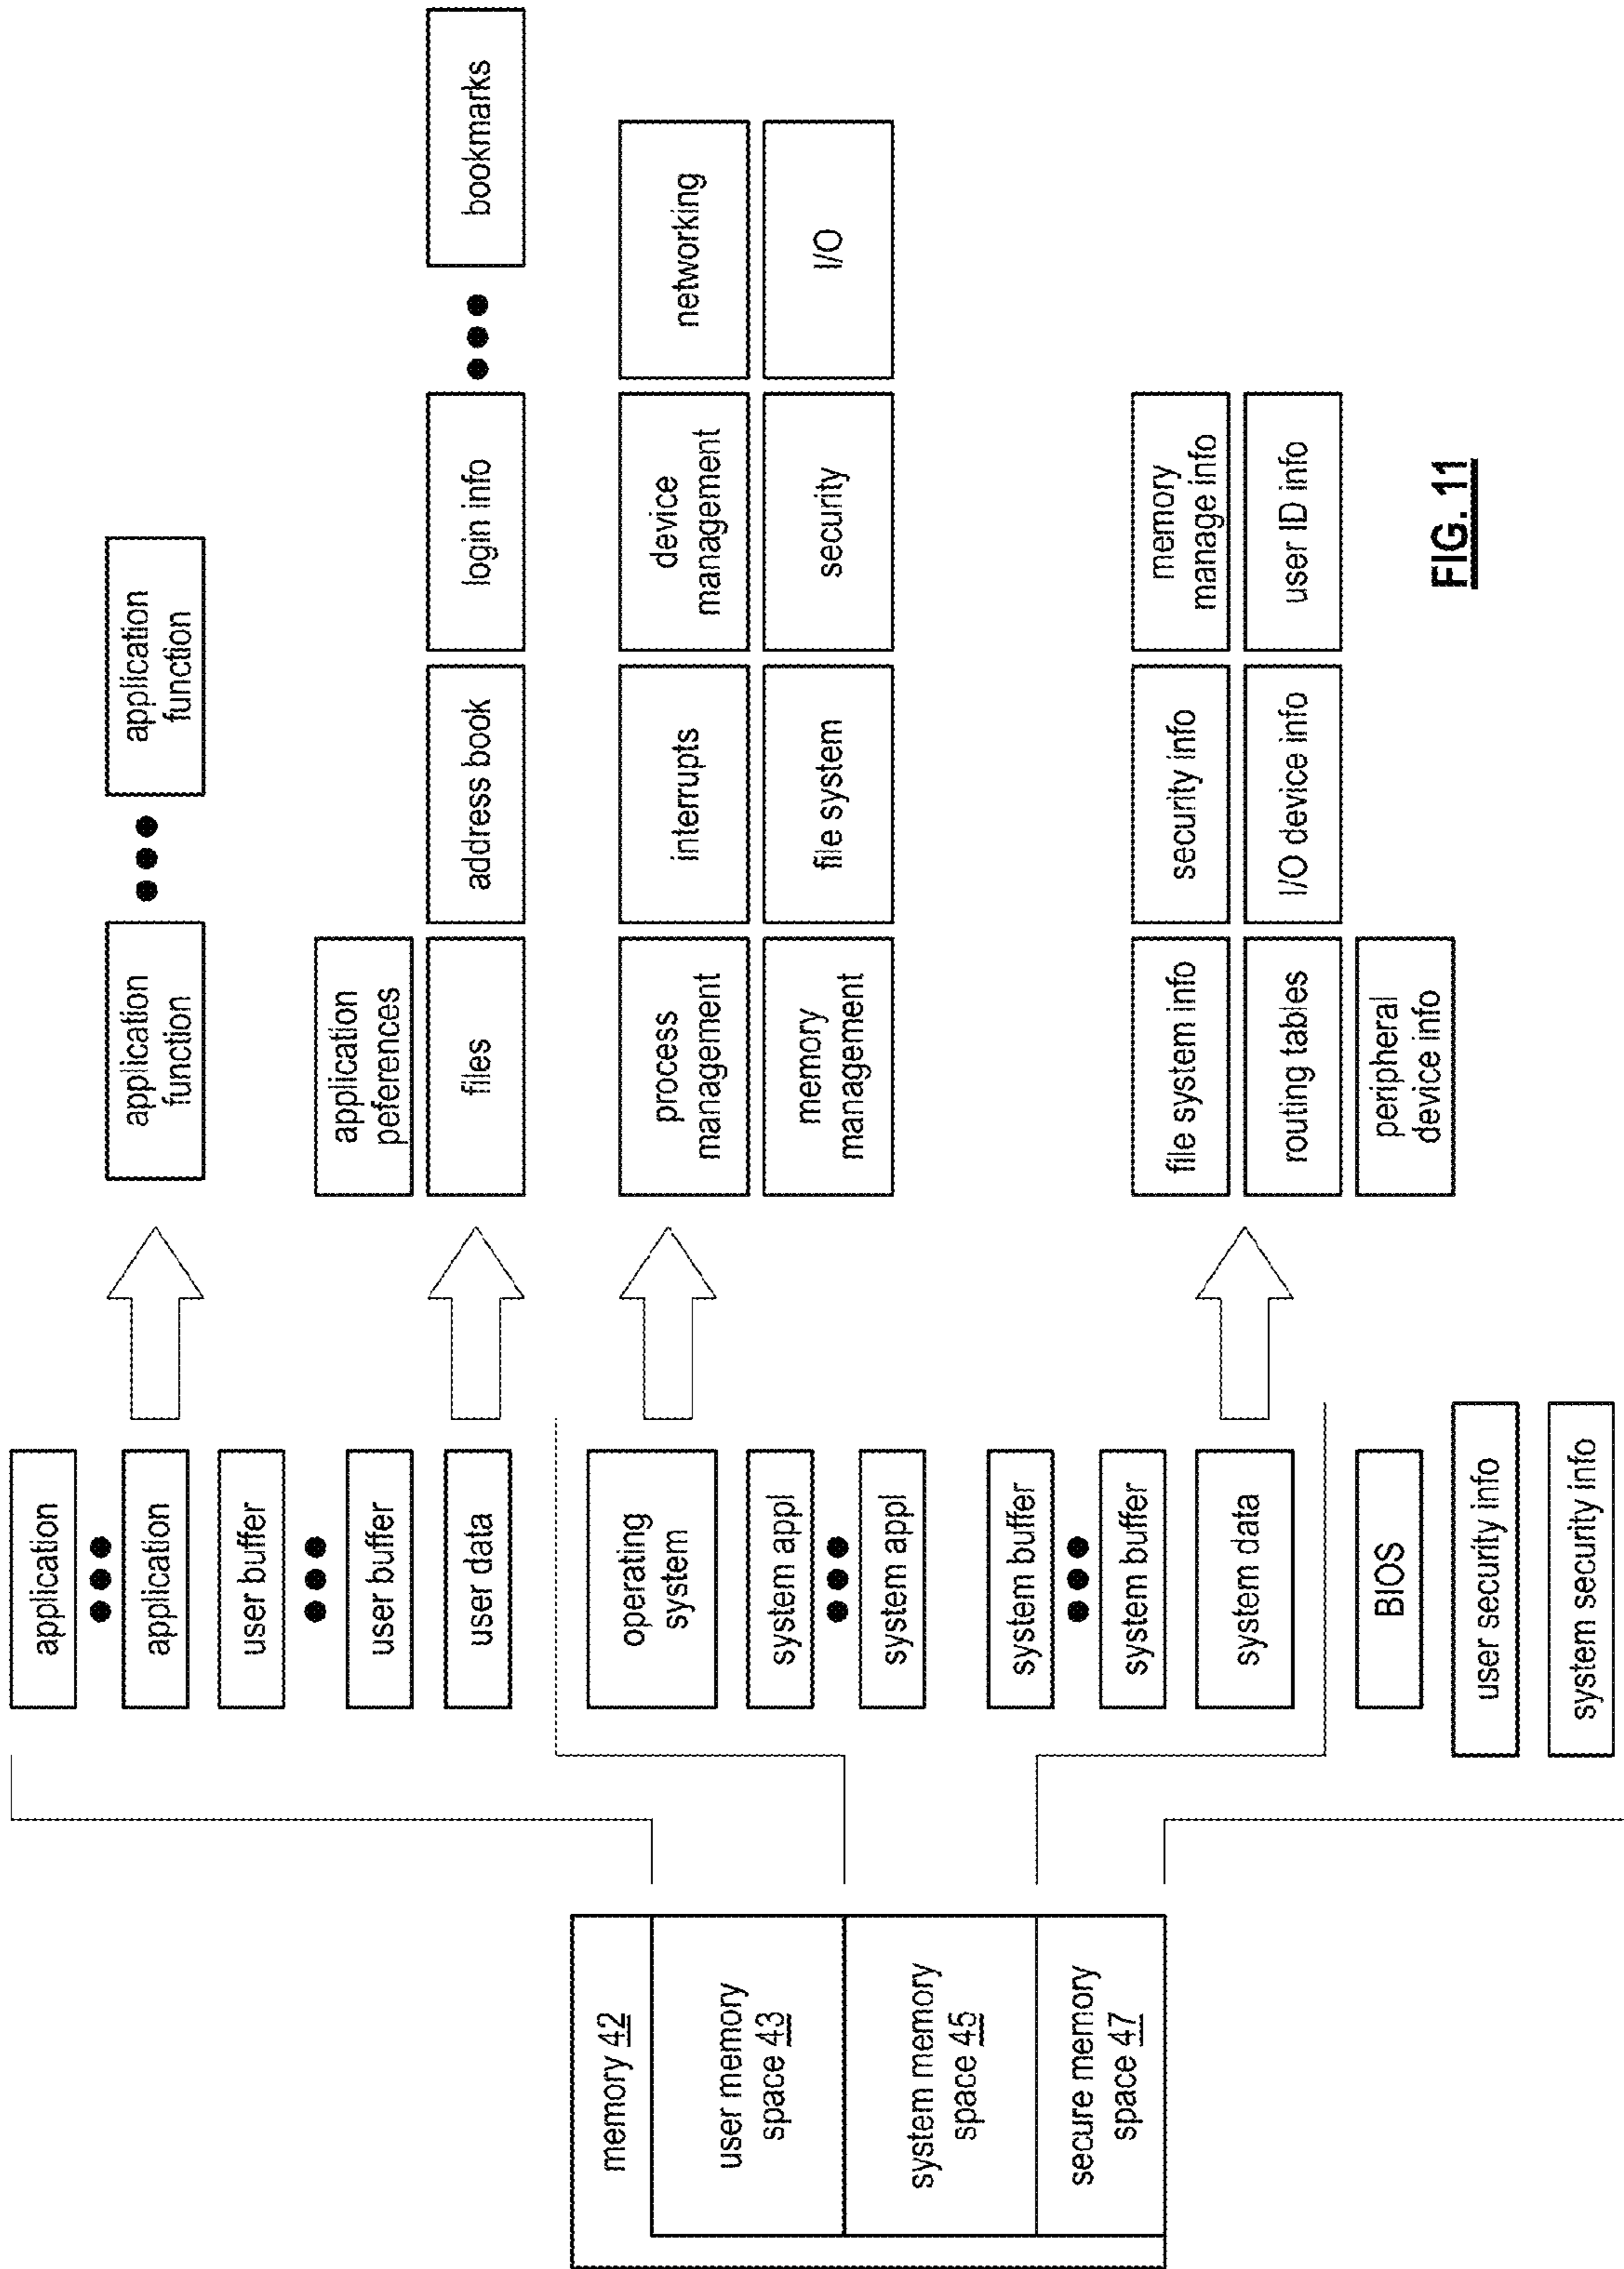 memory 42
user memory
space 43
system memory
space 45
secure memory
space 47
application
application
user buffer
user buffer
user data
operating
system
system appl
system appl
system buffer
system buffer
system data
BIOS
user security info
system security info
application
function
application
function
application
peferences
files
address book
login info
bookmarks
process
management
interrupts
device
management
networking
memory
management
file system
security
I/O
file system info
security info
memory
manage info
routing tables
I/O device info
user ID info
peripheral
device info
FIG. 11